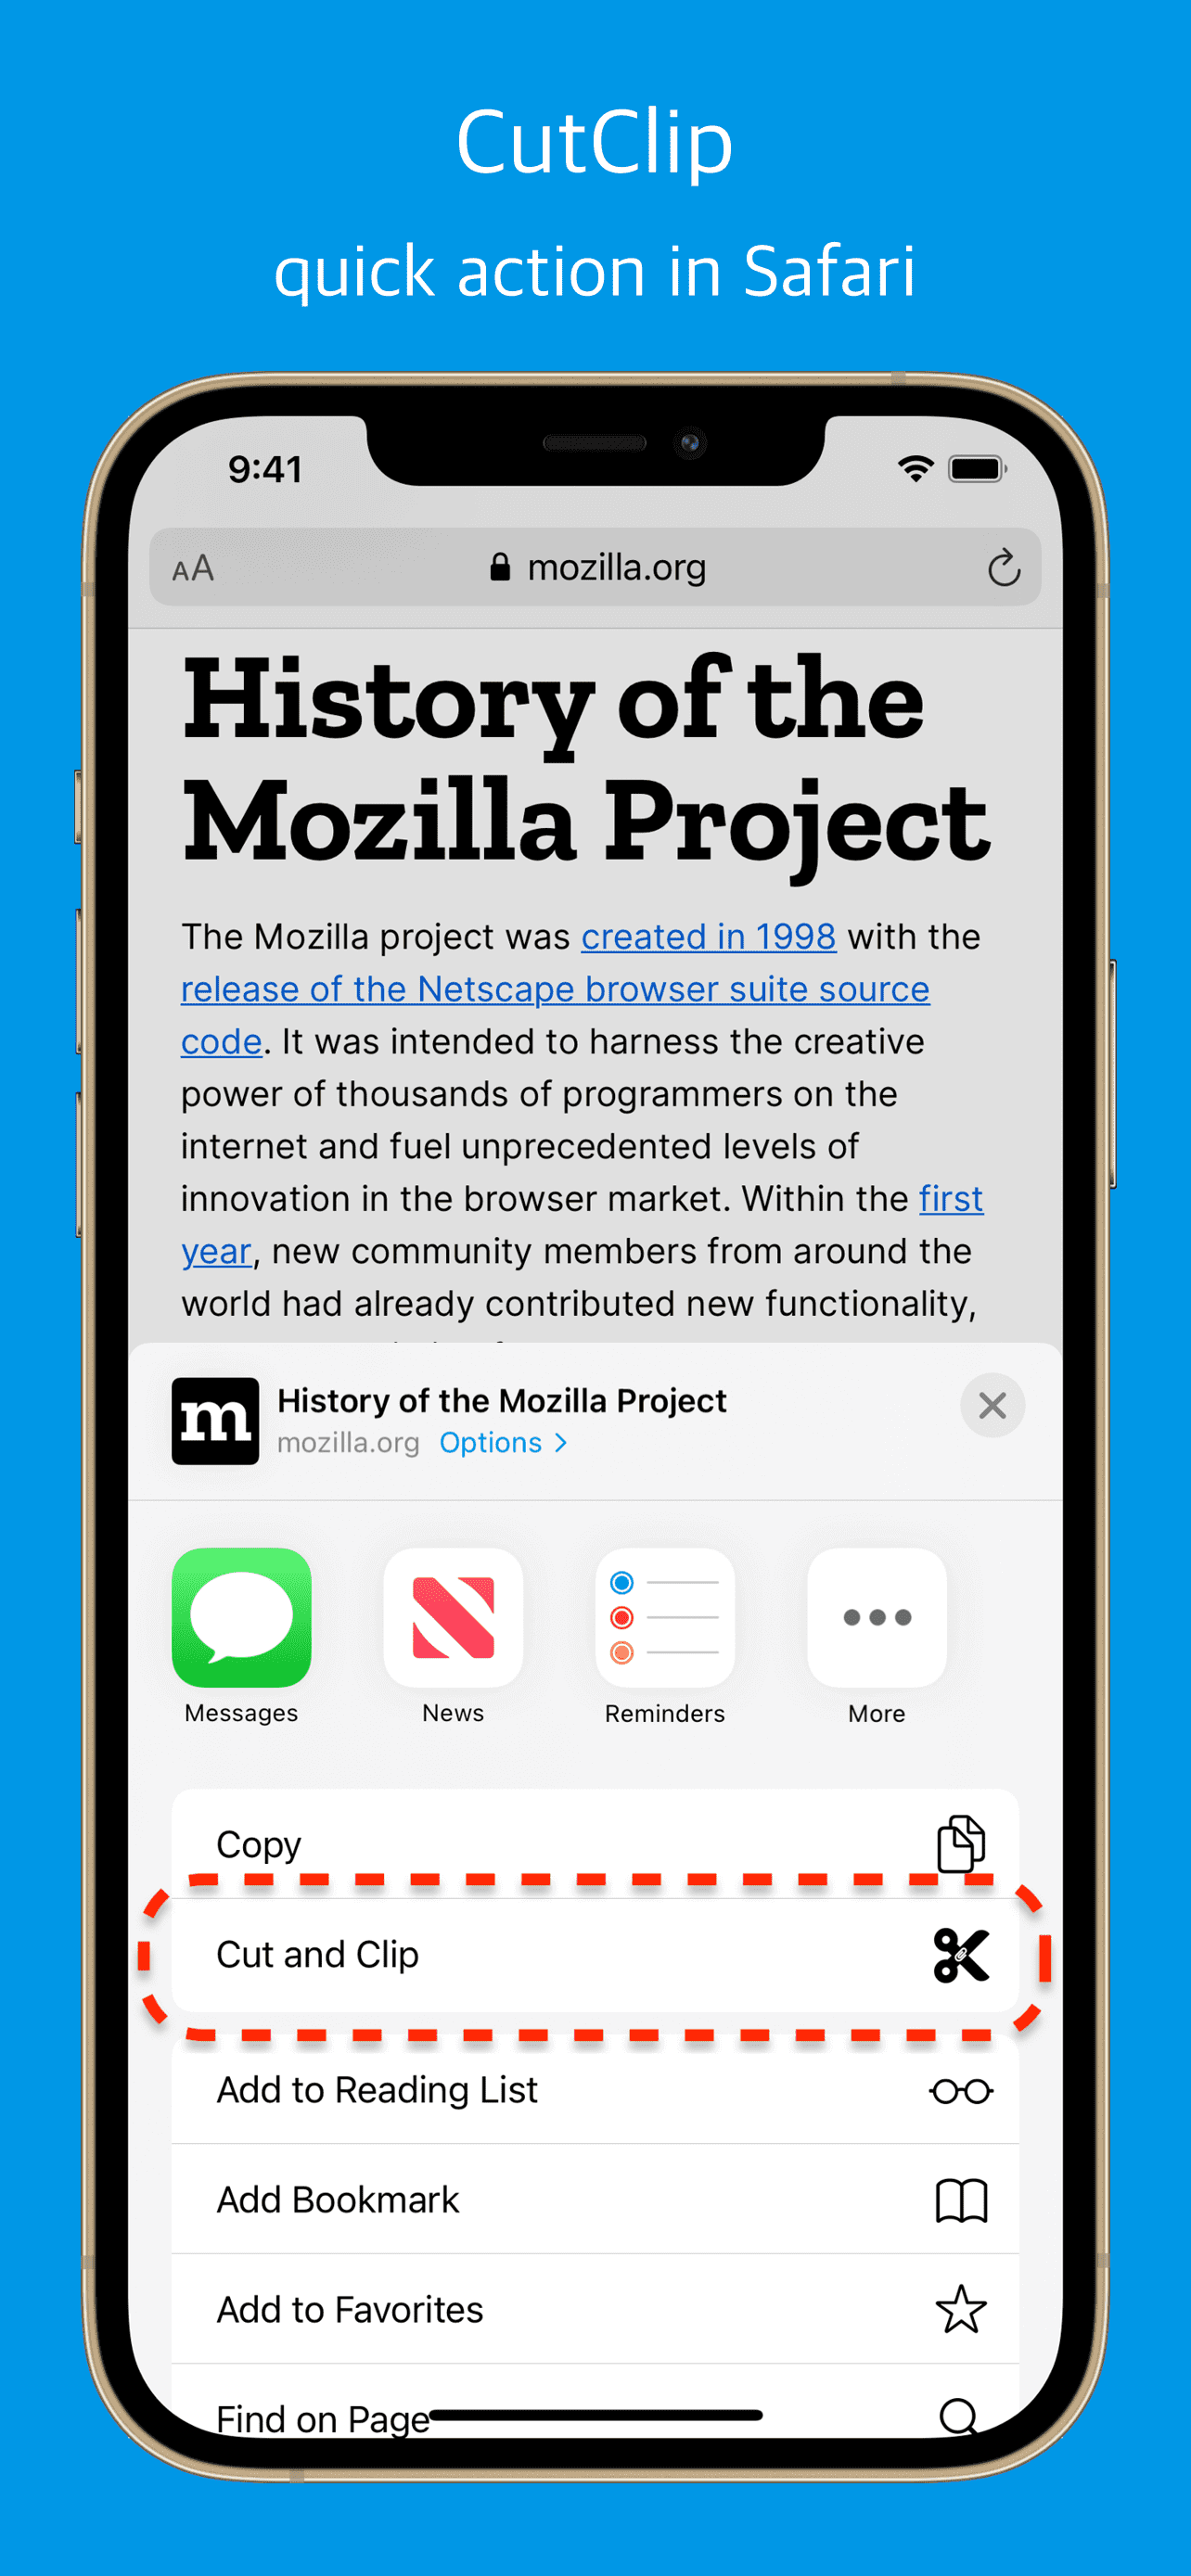 CutClip
quick action in Safari
9:41
AA
mozilla.org
History of the
Mozilla Project
The Mozilla project was created in 1998 with the
release of the Netscape browser suite source
code. It was intended to harness the creative
power of thousands of programmers on the
internet and fuel unprecedented levels of
innovation in the browser market. Within the first
year, new community members from around the
world had already contributed new functionality,
m
History of the Mozilla Project
mozilla.org Options >
Messages
News
Reminders
More
Copy
Cut and Clip
Add to Reading List
Add Bookmark
Add to Favorites
Find on Page